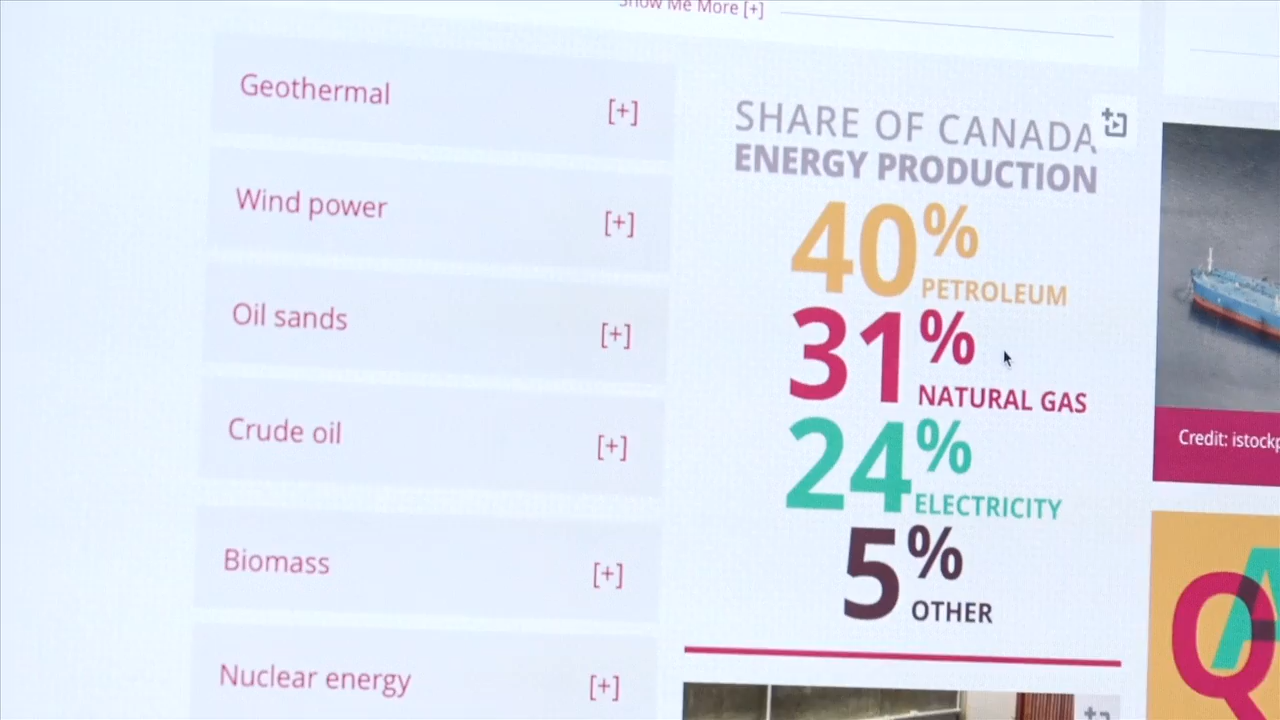 Show Me More [+]
Geothermal [+]
Wind power [+]
Oil sands [+]
Crude oil [+]
Biomass [+]
Nuclear energy [+]
SHARE OF CANADA
ENERGY PRODUCTION
40%
PETROLEUM
31%
NATURAL GAS
24%
ELECTRICITY
5%
OTHER
Credit:
Q
A